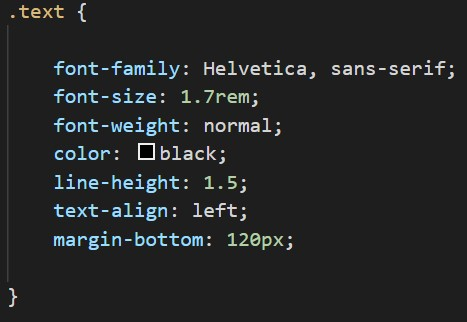 .text {
font-family: Helvetica, sans-serif;
font-size: 1.7rem;
font-weight: normal;
color: black;
line-height: 1.5;
text-align: left;
margin-bottom: 120px;
}